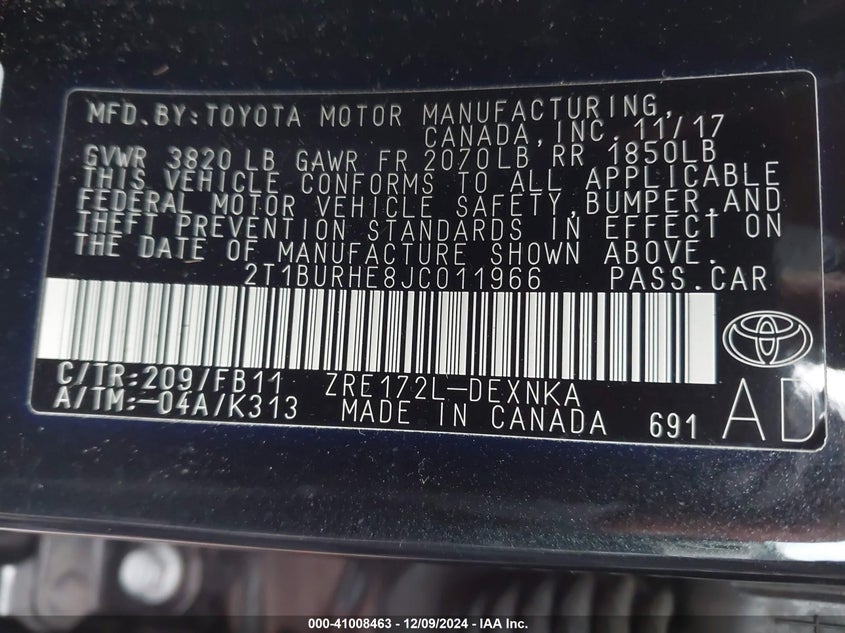 MFD.BY:TOYOTA MOTOR MANUFACTURING,
CANADA,INC. 11/17
GVWR 3820LB GAWR FR 2070LB RR 1850LB
THIS VEHICLE CONFORMS TO ALL APPLICABLE
FEDERAL MOTOR VEHICLE SAFETY,BUMPER,AND
THEFT PREVENTION STANDARDS IN EFFECT ON
THE DATE OF MANUFACTURE SHOWN ABOVE.
2T1BURHE8JC011966 PASS.CAR
C/TR:209/FB11 ZRE172L-DEXNKA
A/TM:-04A/K313 MADE IN CANADA 691 AD
000-41008463 - 12/09/2024 - IAA Inc.